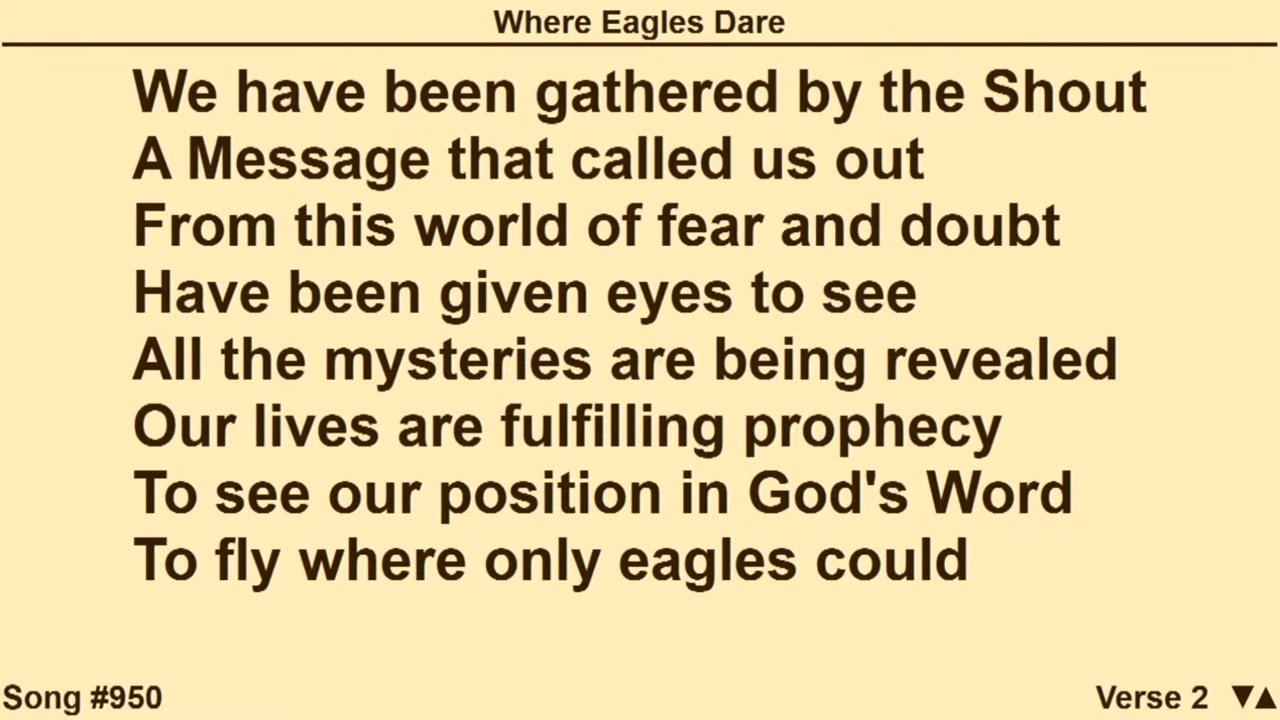 Where Eagles Dare
We have been gathered by the Shout
A Message that called us out
From this world of fear and doubt
Have been given eyes to see
All the mysteries are being revealed
Our lives are fulfilling prophecy
To see our position in God's Word
To fly where only eagles could
Song #950
Verse 2 ▼▲